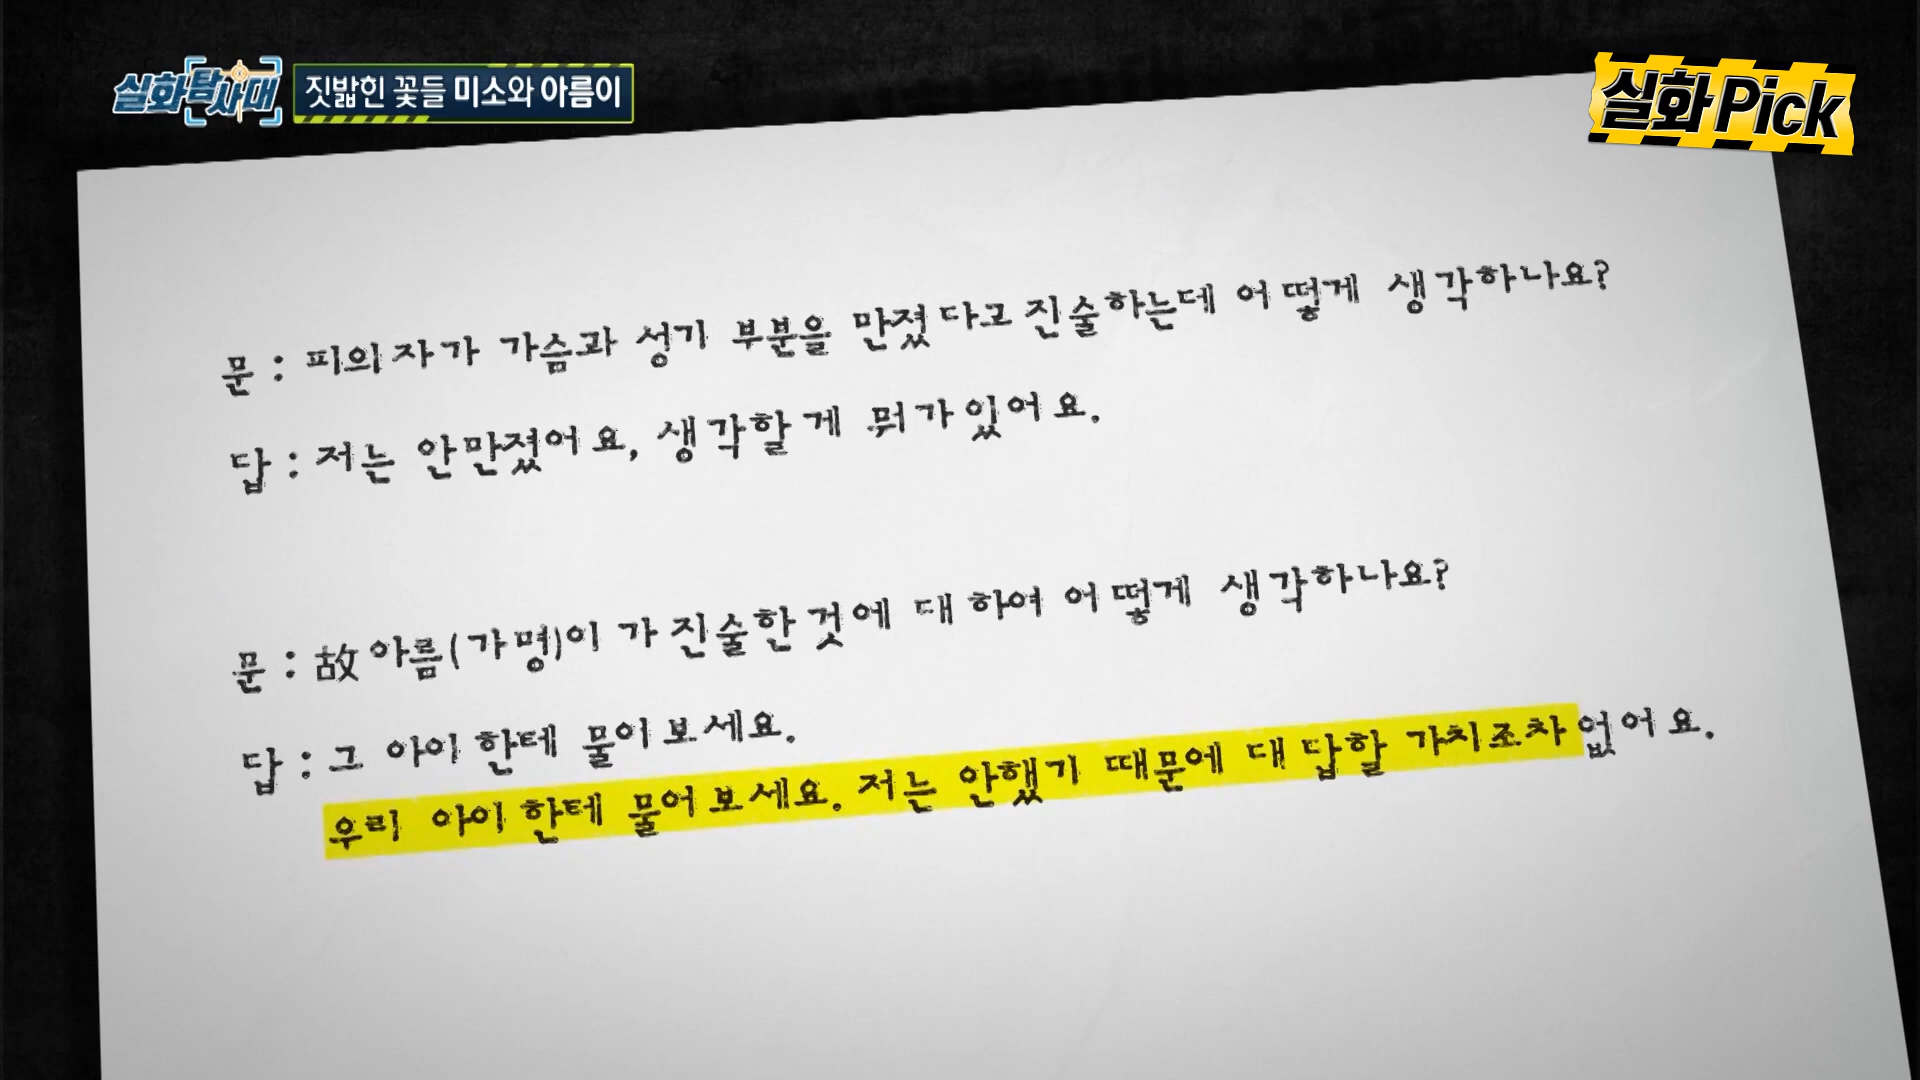 실화탐사대
짓밟힌 꽃들 미소와 아름이
실화Pick
문 : 피의자가 가슴과 성기 부분을 만졌다고 진술하는데 어떻게 생각하나요?
답 : 저는 안만졌어요, 생각할게 뭐가있어요.
문 : 故아름(가명)이가 진술한것에 대하여 어떻게 생각하나요?
답 : 그 아이한테 물어보세요.
우리 아이한테 물어보세요. 저는 안했기 때문에 대답할 가치조차 없어요.